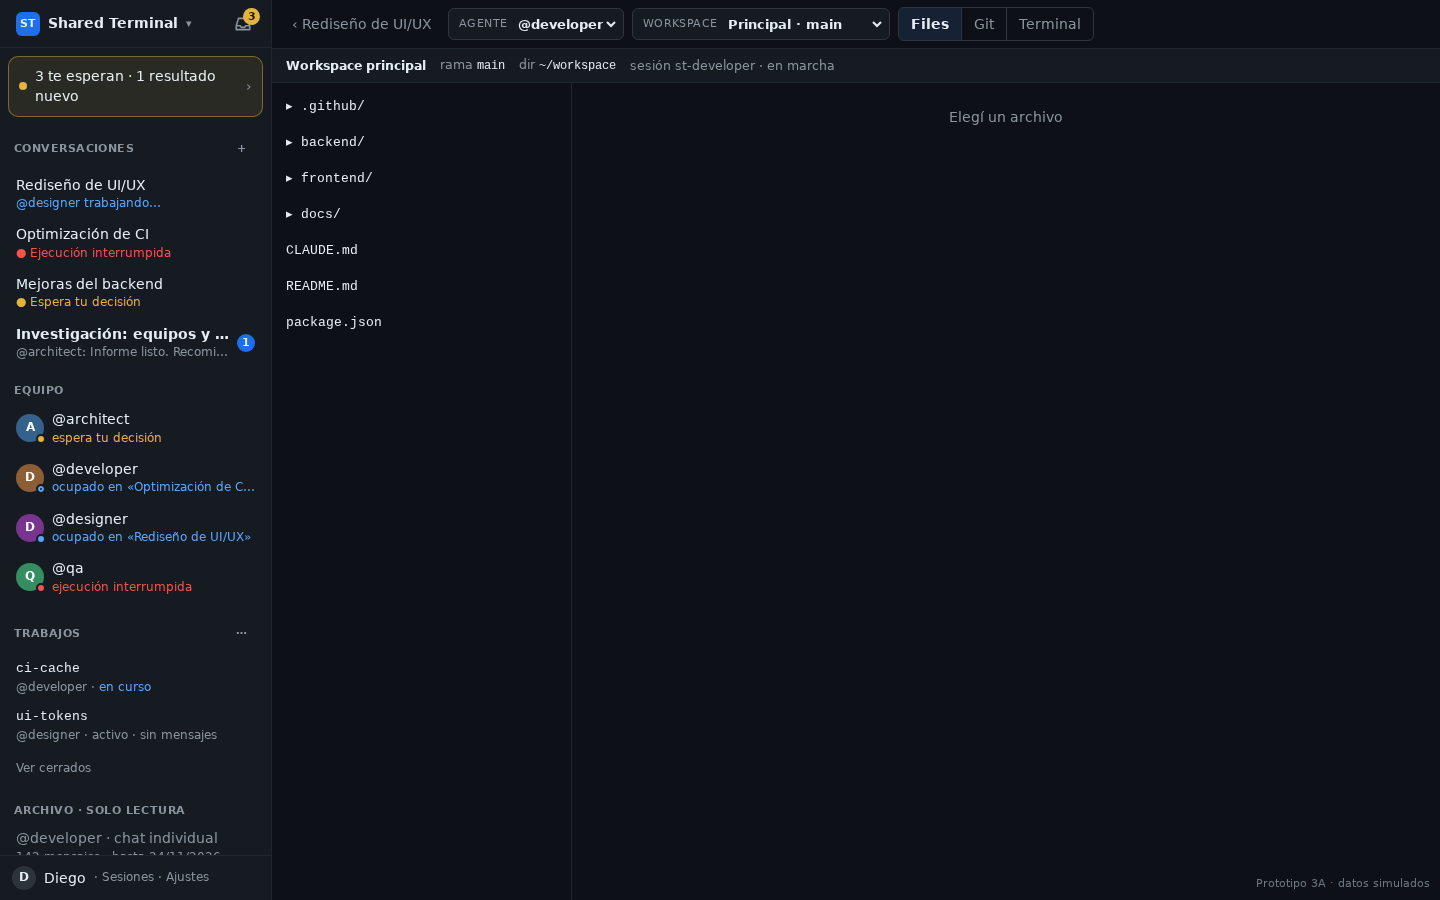 ST Shared Terminal ▾ 3
3 te esperan · 1 resultado
nuevo ›
CONVERSACIONES +
Rediseño de UI/UX
@designer trabajando…
Optimización de CI
Ejecución interrumpida
Mejoras del backend
Espera tu decisión
Investigación: equipos y … 1
@architect: Informe listo. Recomi…
EQUIPO
A @architect
espera tu decisión
D @developer
ocupado en «Optimización de C…
D @designer
ocupado en «Rediseño de UI/UX»
Q @qa
ejecución interrumpida
TRABAJOS ···
ci-cache
@developer · en curso
ui-tokens
@designer · activo · sin mensajes
Ver cerrados
ARCHIVO · SOLO LECTURA
@developer · chat individual
D Diego · Sesiones · Ajustes
‹ Rediseño de UI/UX AGENTE @developer WORKSPACE Principal · main Files Git Terminal
Workspace principal rama main dir ~/workspace sesión st-developer · en marcha
▸ .github/
▸ backend/
▸ frontend/
▸ docs/
CLAUDE.md
README.md
package.json
Elegí un archivo
Prototipo 3A · datos simulados